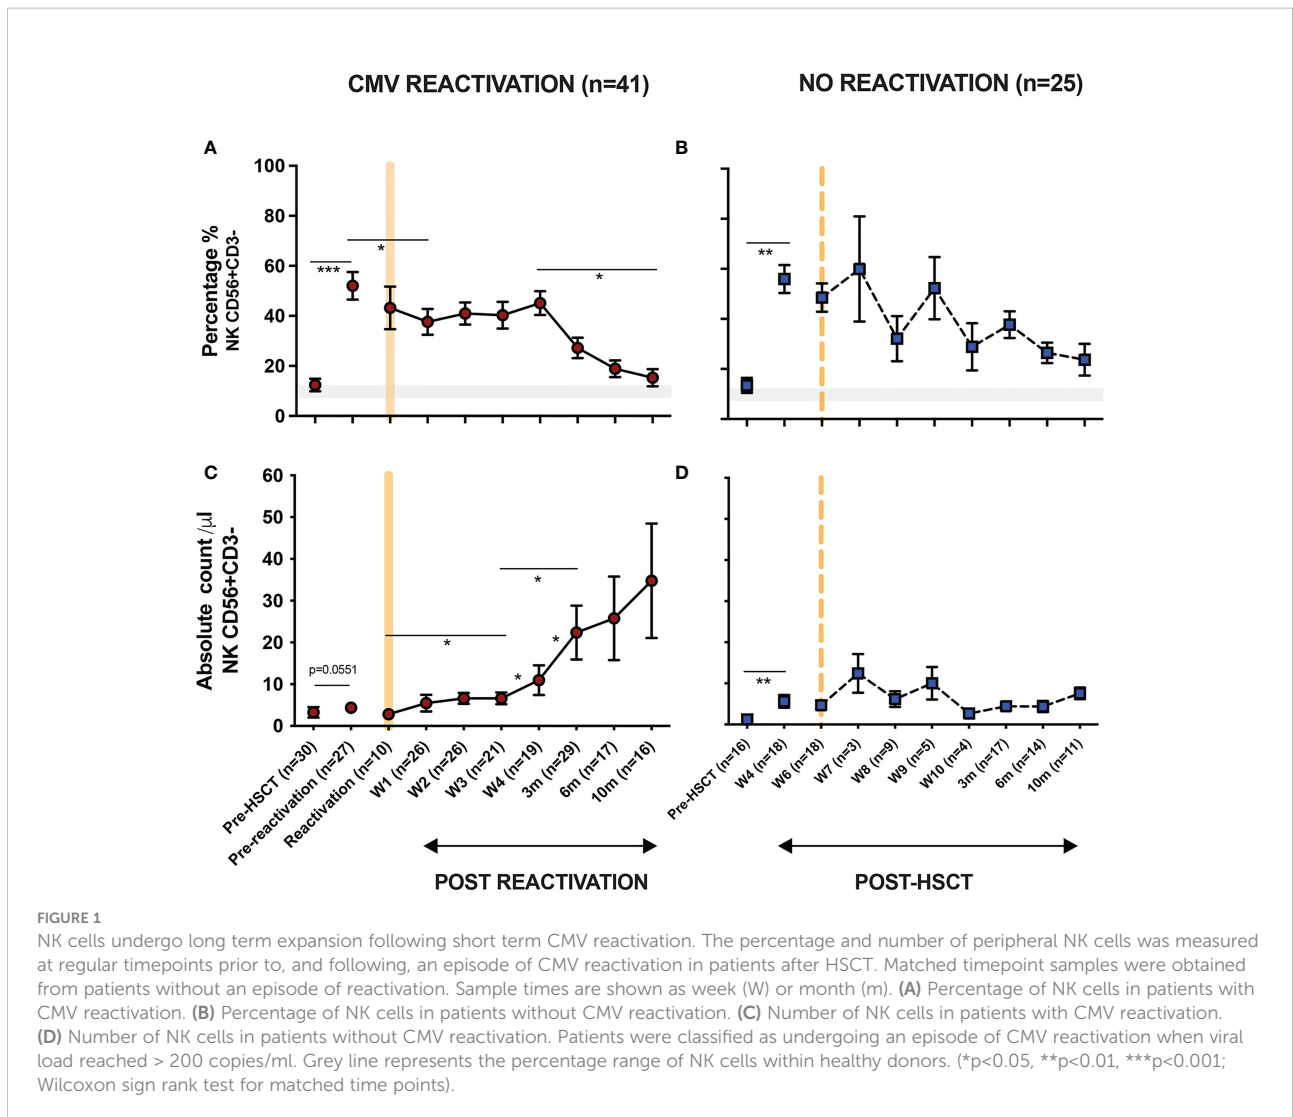 CMV REACTIVATION (n=41)
NO REACTIVATION (n=25)
A
Percentage %
NK CD56+CD3-
100
80
60
40
20
0
***
*
*
B
**
C
Absolute count /µl
NK CD56+CD3-
60
50
40
30
20
10
0
p=0.0551
*
*
*
*
Pre-HSCT (n=30)
Pre-reactivation (n=27)
Reactivation (n=10)
W1 (n=26)
W2 (n=26)
W3 (n=21)
W4 (n=19)
3m (n=29)
6m (n=17)
10m (n=16)
POST REACTIVATION
D
**
Pre-HSCT (n=16)
W4 (n=18)
W6 (n=18)
W7 (n=3)
W8 (n=9)
W9 (n=5)
W10 (n=4)
3m (n=17)
6m (n=14)
10m (n=11)
POST-HSCT
FIGURE 1
NK cells undergo long term expansion following short term CMV reactivation. The percentage and number of peripheral NK cells was measured
at regular timepoints prior to, and following, an episode of CMV reactivation in patients after HSCT. Matched timepoint samples were obtained
from patients without an episode of reactivation. Sample times are shown as week (W) or month (m). (A) Percentage of NK cells in patients with
CMV reactivation. (B) Percentage of NK cells in patients without CMV reactivation. (C) Number of NK cells in patients with CMV reactivation.
(D) Number of NK cells in patients without CMV reactivation. Patients were classified as undergoing an episode of CMV reactivation when viral
load reached > 200 copies/ml. Grey line represents the percentage range of NK cells within healthy donors. (*p<0.05, **p<0.01, ***p<0.001;
Wilcoxon sign rank test for matched time points).